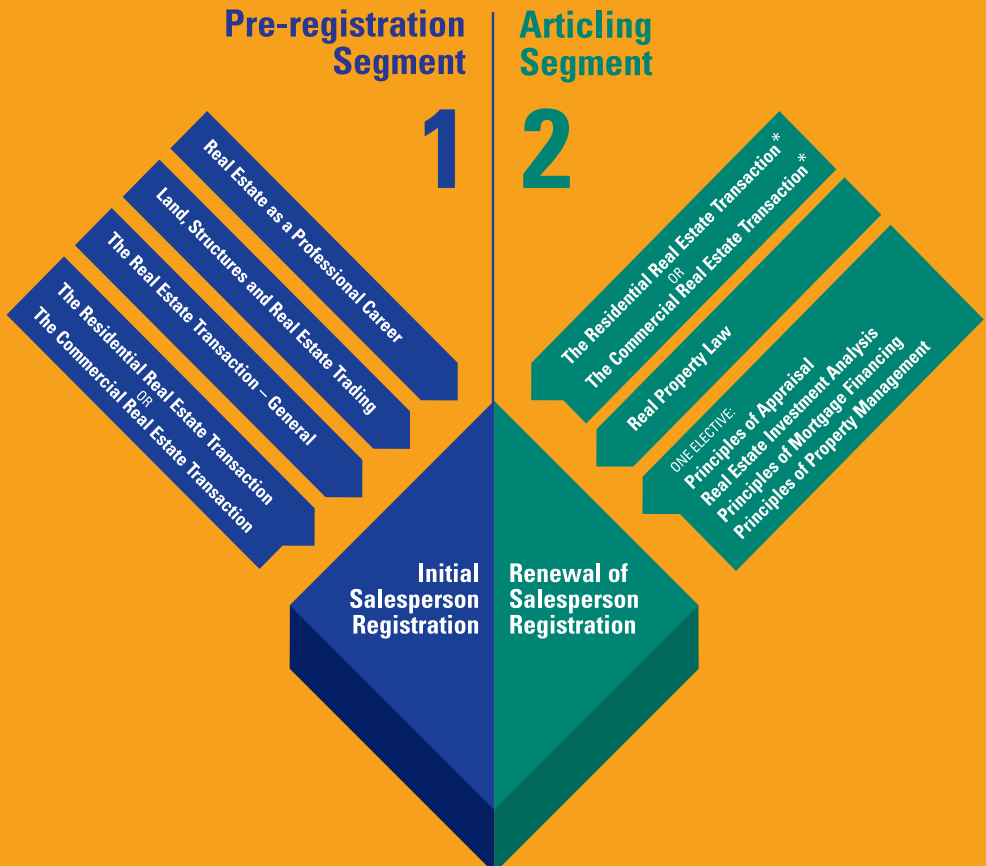 Pre-registration
Segment
1
Real Estate as a Professional Career
Land, Structures and Real Estate Trading
The Real Estate Transaction – General
The Residential Real Estate Transaction
OR
The Commercial Real Estate Transaction
Initial
Salesperson
Registration
Articling
Segment
2
The Residential Real Estate Transaction*
OR
The Commercial Real Estate Transaction*
Real Property Law
ONE ELECTIVE:
Principles of Appraisal
Real Estate Investment Analysis
Principles of Mortgage Financing
Principles of Property Management
Renewal of
Salesperson
Registration